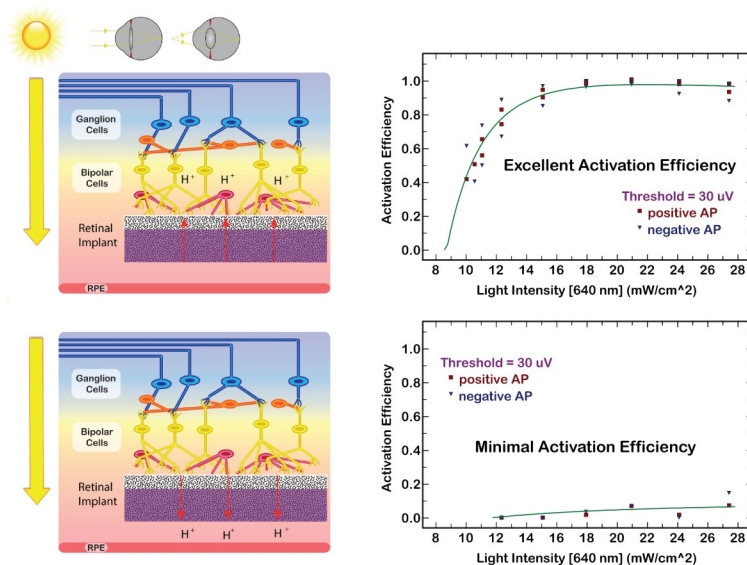 Ganglion
Cells
Bipolar
Cells
H+ H+ H+
Retinal
Implant
RPE
Activation Efficiency
1.0
0.8
0.6
0.4
0.2
0.0
Excellent Activation Efficiency
Threshold = 30 uV
positive AP
negative AP
8 10 12 14 16 18 20 22 24 26 28
Light Intensity [640 nm] (mW/cm^2)
Ganglion
Cells
Bipolar
Cells
Retinal
Implant
H+ H+ H+
RPE
Activation Efficiency
1.0
0.8
0.6
0.4
0.2
0.0
Threshold = 30 uV
positive AP
negative AP
Minimal Activation Efficiency
8 10 12 14 16 18 20 22 24 26 28
Light Intensity [640 nm] (mW/cm^2)